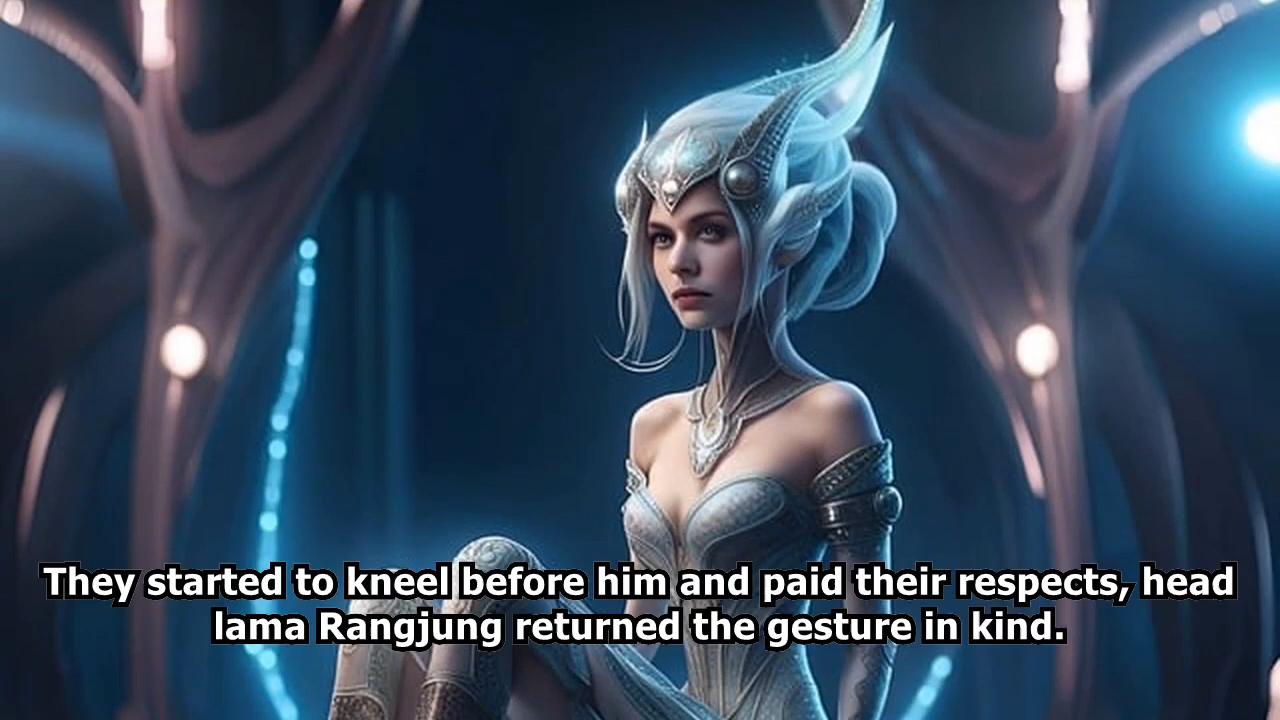 They started to kneel before him and paid their respects, head
lama Rangjung returned the gesture in kind.